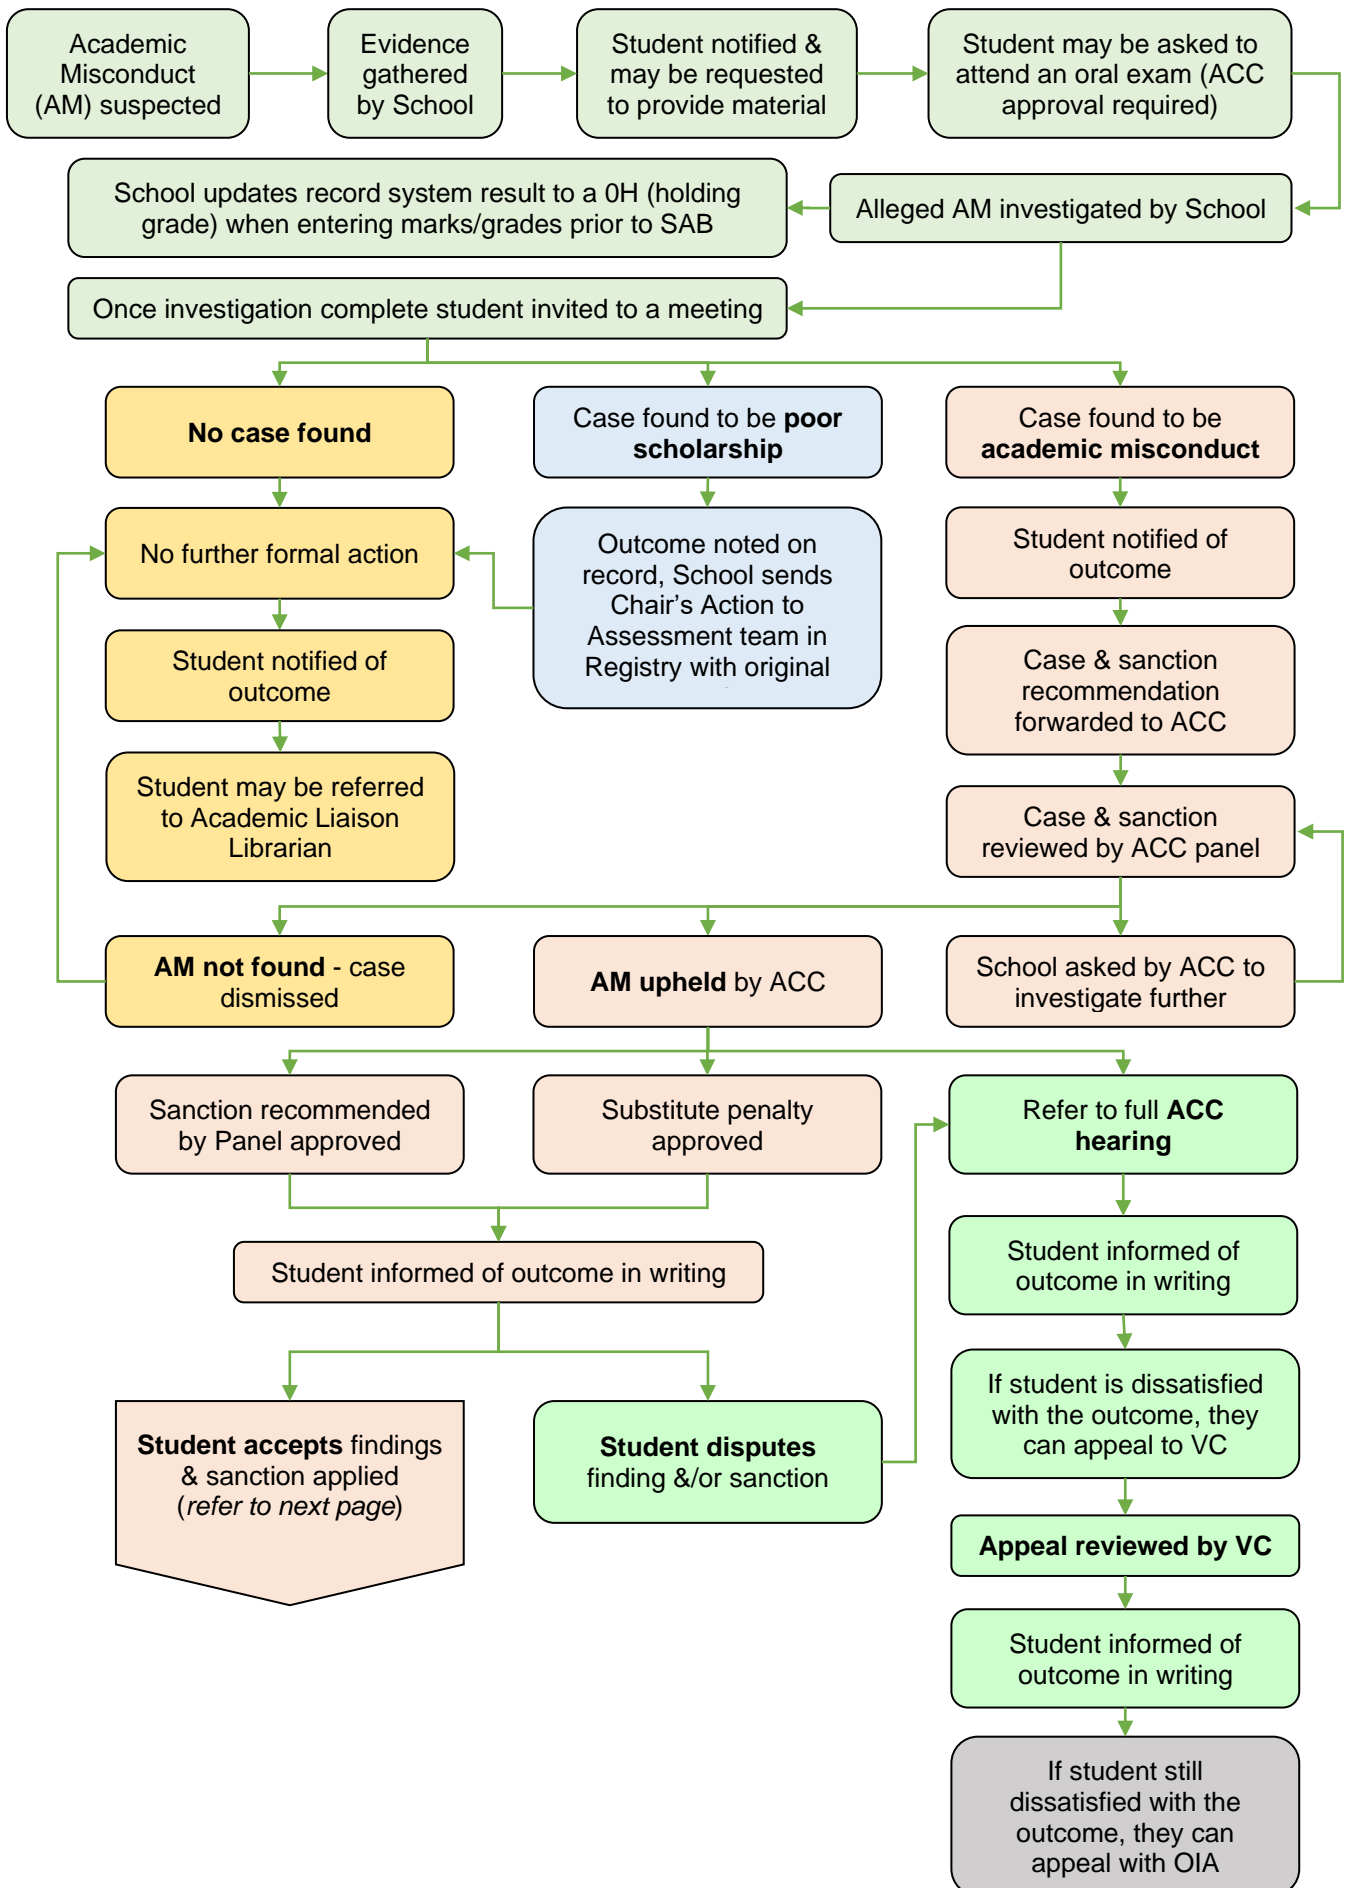 Academic
Misconduct
(AM) suspected
Evidence
gathered
by School
Student notified &
may be requested
to provide material
Student may be asked to
attend an oral exam (ACC
approval required)
School updates record system result to a 0H (holding
grade) when entering marks/grades prior to SAB
Alleged AM investigated by School
Once investigation complete student invited to a meeting
No case found
Case found to be poor
scholarship
Case found to be
academic misconduct
No further formal action
Outcome noted on
record, School sends
Chair's Action to
Assessment team in
Registry with original
Student notified of
outcome
Student notified of
outcome
Case & sanction
recommendation
forwarded to ACC
Student may be referred
to Academic Liaison
Librarian
Case & sanction
reviewed by ACC panel
AM not found - case
dismissed
AM upheld by ACC
School asked by ACC to
investigate further
Sanction recommended
by Panel approved
Substitute penalty
approved
Refer to full ACC
hearing
Student informed of outcome in writing
Student informed of
outcome in writing
Student accepts findings
& sanction applied
(refer to next page)
Student disputes
finding &/or sanction
If student is dissatisfied
with the outcome, they
can appeal to VC
Appeal reviewed by VC
Student informed of
outcome in writing
If student still
dissatisfied with the
outcome, they can
appeal with OIA